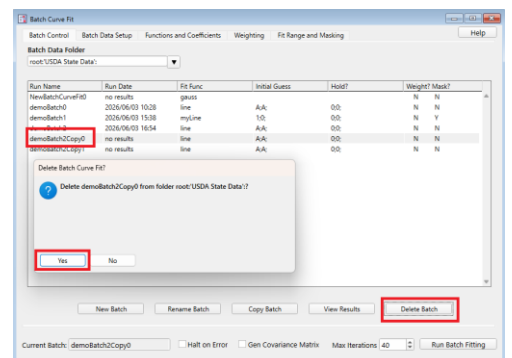 Batch Curve Fit
Batch Control Batch Data Setup Functions and Coefficients Weighting Fit Range and Masking Help
Batch Data Folder
root:'USDA State Data':
Run Name Run Date Fit Func Initial Guess Hold? Weight? Mask?
NewBatchCurveFit0 no results gauss N N
demoBatch0 2026/06/03 10:28 line A;A; 0;0; N N
demoBatch1 2026/06/03 15:38 myLine 1;0; 0;0; N Y
demoBatch2 2026/06/03 16:54 line A;A; 0;0; N N
demoBatch2Copy0 no results line A;A; 0;0; N N
demoBatch2Copy1 no results line A;A; 0;0; N N
Delete Batch Curve Fit?
Delete demoBatch2Copy0 from folder root:'USDA State Data':?
Yes No
New Batch Rename Batch Copy Batch View Results Delete Batch
Current Batch: demoBatch2Copy0 Halt on Error Gen Covariance Matrix Max Iterations 40 Run Batch Fitting